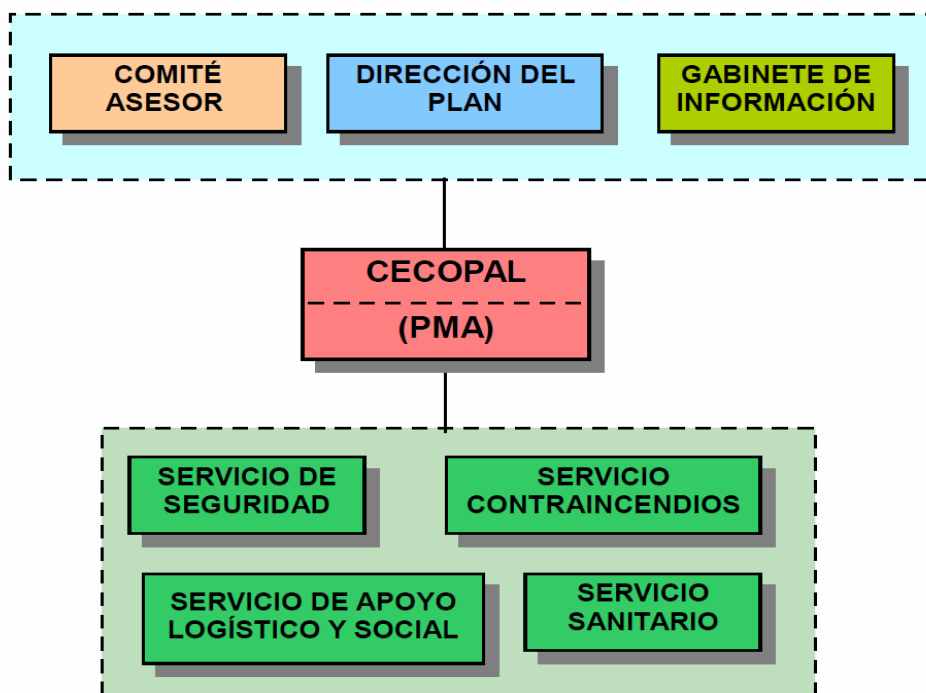 COMITÉ
ASESOR
DIRECCIÓN DEL
PLAN
GABINETE DE
INFORMACIÓN
CECOPAL
(PMA)
SERVICIO DE
SEGURIDAD
SERVICIO
CONTRAINCENDIOS
SERVICIO DE APOYO
LOGÍSTICO Y SOCIAL
SERVICIO
SANITARIO